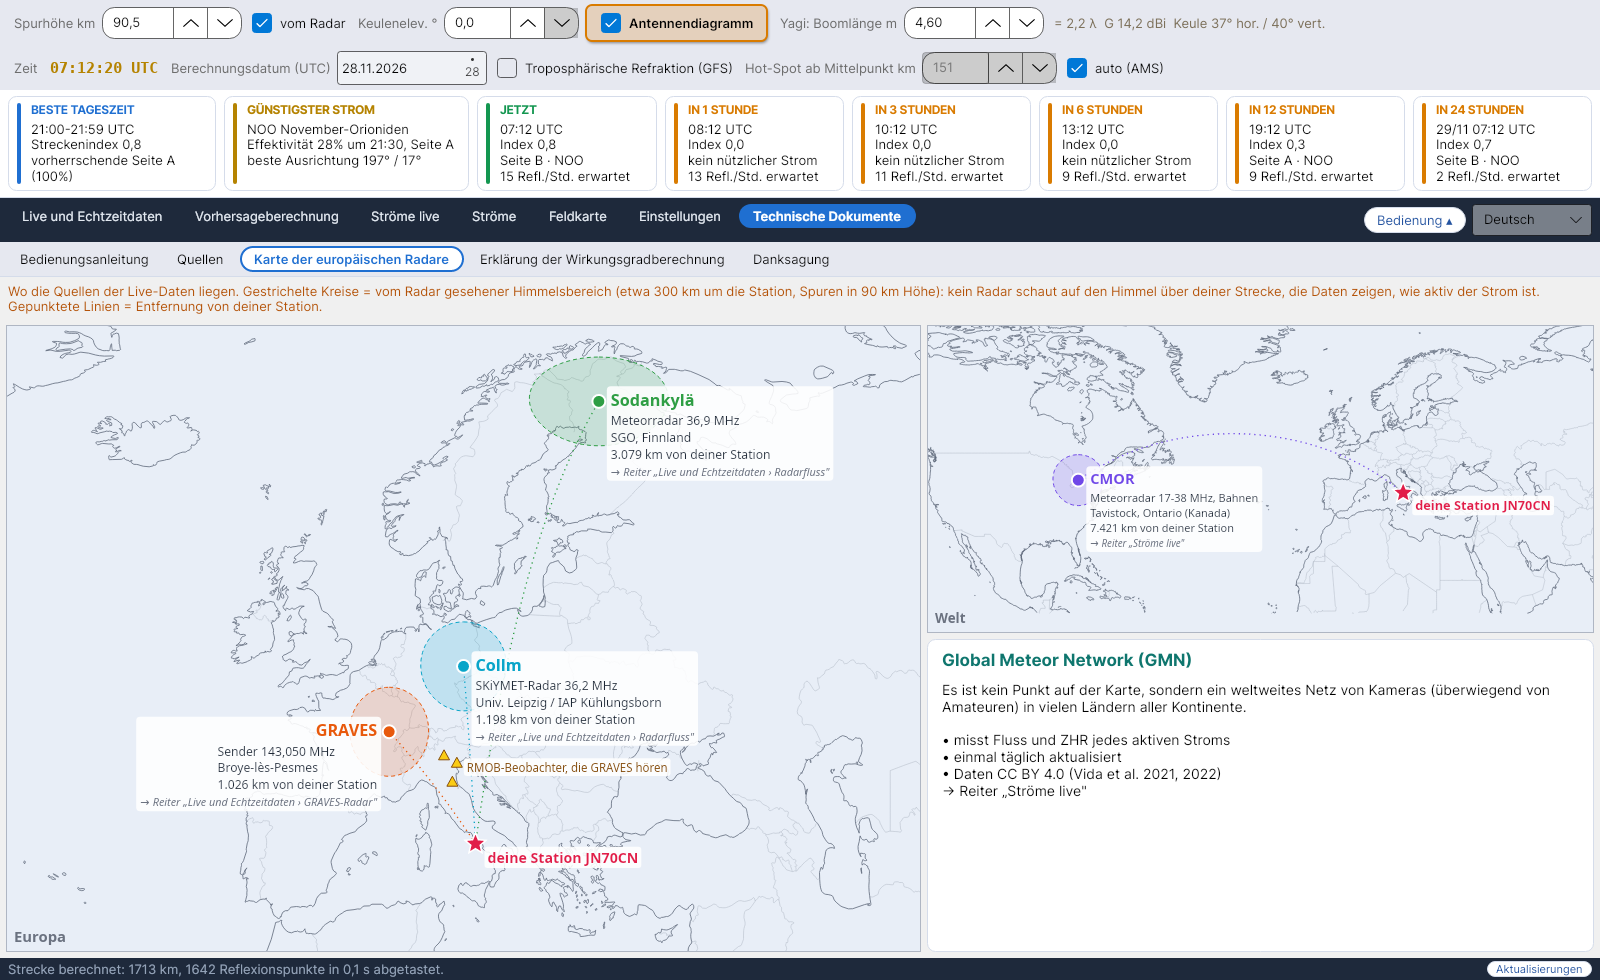 Spurhöhe km 90,5 vom Radar Keulenelev. ° 0,0 Antennendiagramm Yagi: Boomlänge m 4,60 = 2,2 λ G 14,2 dBi Keule 37° hor. / 40° vert.
Zeit 07:12:20 UTC Berechnungsdatum (UTC) 28.11.2026 28 Troposphärische Refraktion (GFS) Hot-Spot ab Mittelpunkt km 151 auto (AMS)
BESTE TAGESZEIT
21:00-21:59 UTC
Streckenindex 0,8
vorherrschende Seite A
(100%)
GÜNSTIGSTER STROM
NOO November-Orioniden
Effektivität 28% um 21:30, Seite A
beste Ausrichtung 197° / 17°
JETZT
07:12 UTC
Index 0,8
Seite B · NOO
15 Refl./Std. erwartet
IN 1 STUNDE
08:12 UTC
Index 0,0
kein nützlicher Strom
13 Refl./Std. erwartet
IN 3 STUNDEN
10:12 UTC
Index 0,0
kein nützlicher Strom
11 Refl./Std. erwartet
IN 6 STUNDEN
13:12 UTC
Index 0,0
kein nützlicher Strom
9 Refl./Std. erwartet
IN 12 STUNDEN
19:12 UTC
Index 0,3
Seite A · NOO
9 Refl./Std. erwartet
IN 24 STUNDEN
29/11 07:12 UTC
Index 0,7
Seite B · NOO
2 Refl./Std. erwartet
Live und Echtzeitdaten Vorhersageberechnung Ströme live Ströme Feldkarte Einstellungen Technische Dokumente Bedienung ▴ Deutsch
Bedienungsanleitung Quellen Karte der europäischen Radare Erklärung der Wirkungsgradberechnung Danksagung
Wo die Quellen der Live-Daten liegen. Gestrichelte Kreise = vom Radar gesehener Himmelsbereich (etwa 300 km um die Station, Spuren in 90 km Höhe): kein Radar schaut auf den Himmel über deiner Strecke, die Daten zeigen, wie aktiv der Strom ist.
Gepunktete Linien = Entfernung von deiner Station.
Sodankylä
Meteorradar 36,9 MHz
SGO, Finnland
3.079 km von deiner Station
→ Reiter „Live und Echtzeitdaten › Radarfluss"
Collm
SKiYMET-Radar 36,2 MHz
Univ. Leipzig / IAP Kühlungsborn
1.198 km von deiner Station
→ Reiter „Live und Echtzeitdaten › Radarfluss"
GRAVES
Sender 143,050 MHz
Broye-lès-Pesmes
1.026 km von deiner Station
→ Reiter „Live und Echtzeitdaten › GRAVES-Radar"
RMOB-Beobachter, die GRAVES hören
deine Station JN70CN
Europa
CMOR
Meteorradar 17-38 MHz, Bahnen
Tavistock, Ontario (Kanada)
7.421 km von deiner Station
→ Reiter „Ströme live"
deine Station JN70CN
Welt
Global Meteor Network (GMN)
Es ist kein Punkt auf der Karte, sondern ein weltweites Netz von Kameras (überwiegend von
Amateuren) in vielen Ländern aller Kontinente.
• misst Fluss und ZHR jedes aktiven Stroms
• einmal täglich aktualisiert
• Daten CC BY 4.0 (Vida et al. 2021, 2022)
→ Reiter „Ströme live"
Strecke berechnet: 1713 km, 1642 Reflexionspunkte in 0,1 s abgetastet. Aktualisierungen